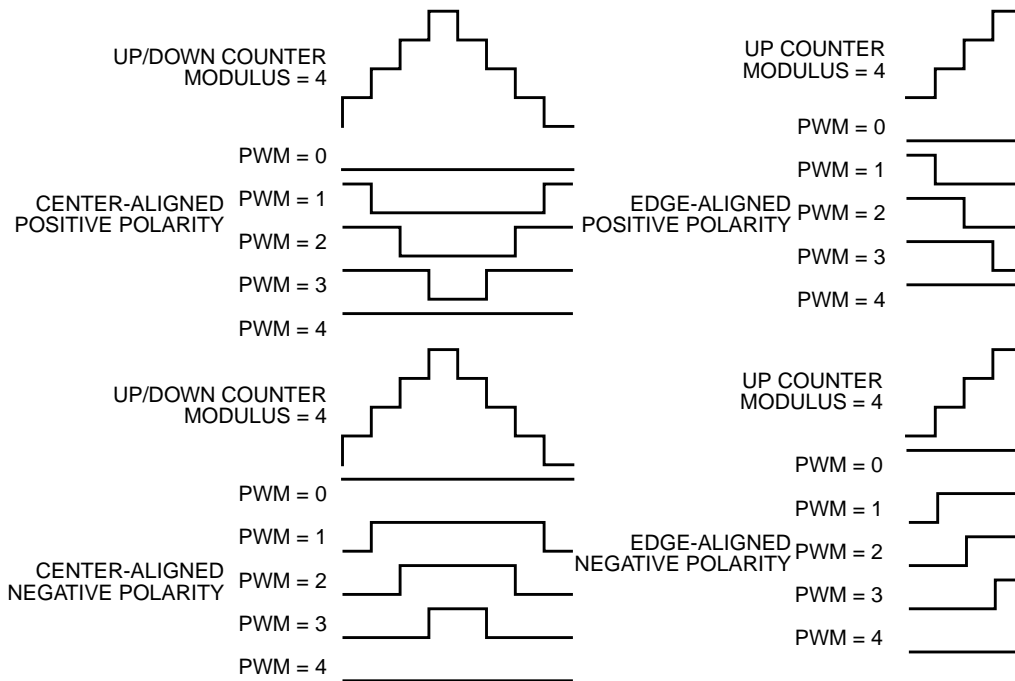 UP/DOWN COUNTER
MODULUS = 4
PWM = 0
CENTER-ALIGNED
POSITIVE POLARITY
PWM = 1
PWM = 2
PWM = 3
PWM = 4
UP COUNTER
MODULUS = 4
PWM = 0
EDGE-ALIGNED
POSITIVE POLARITY
PWM = 1
PWM = 2
PWM = 3
PWM = 4
UP/DOWN COUNTER
MODULUS = 4
PWM = 0
CENTER-ALIGNED
NEGATIVE POLARITY
PWM = 1
PWM = 2
PWM = 3
PWM = 4
UP COUNTER
MODULUS = 4
PWM = 0
EDGE-ALIGNED
NEGATIVE POLARITY
PWM = 1
PWM = 2
PWM = 3
PWM = 4